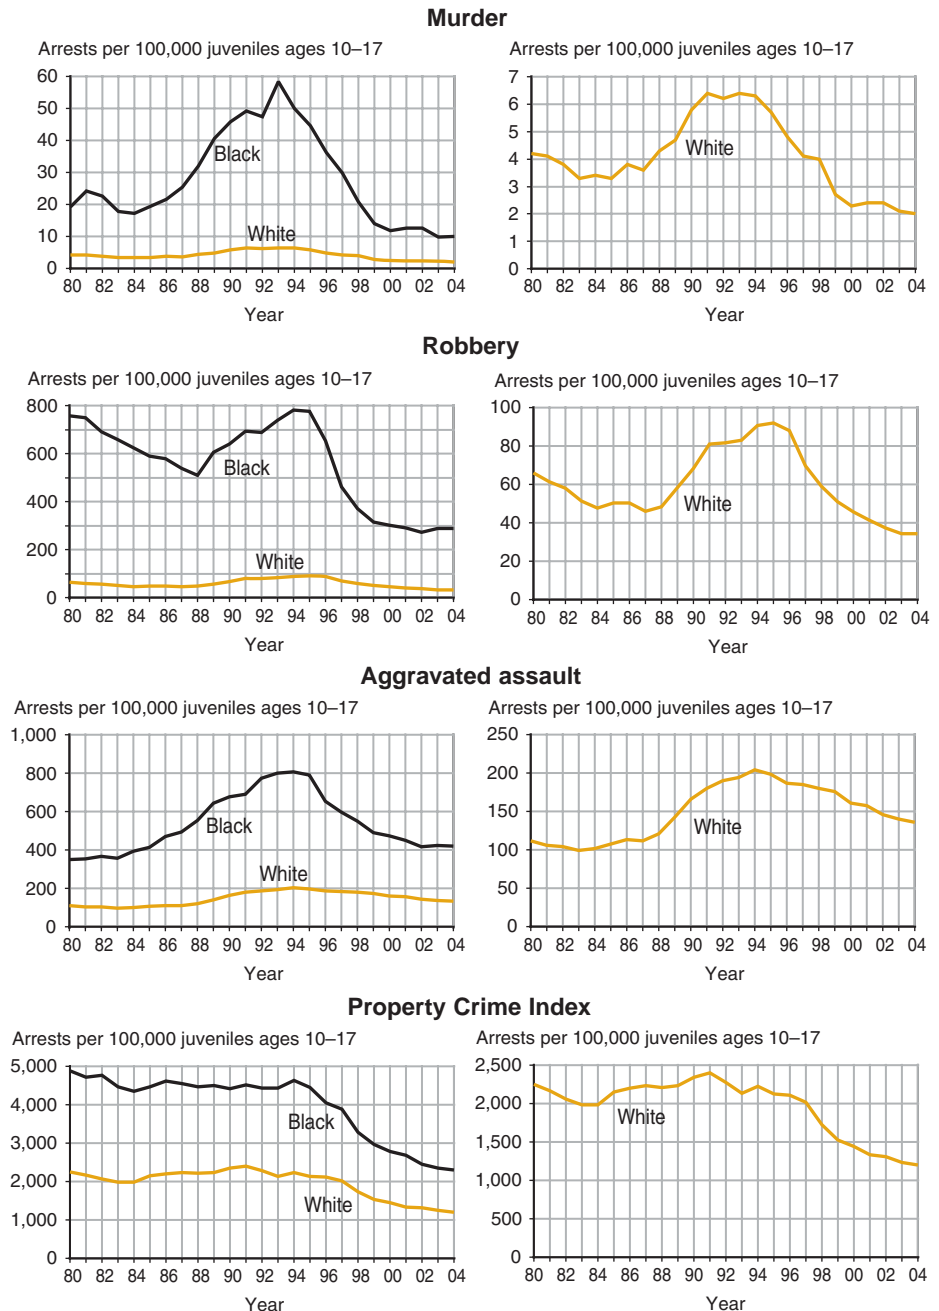 Murder
Arrests per 100,000 juveniles ages 10–17
60
50
40
30
20
10
0
Black
White
80 82 84 86 88 90 92 94 96 98 00 02 04
Year
Arrests per 100,000 juveniles ages 10–17
7
6
5
4
3
2
1
0
White
80 82 84 86 88 90 92 94 96 98 00 02 04
Year
Robbery
Arrests per 100,000 juveniles ages 10–17
800
600
400
200
0
Black
White
80 82 84 86 88 90 92 94 96 98 00 02 04
Year
Arrests per 100,000 juveniles ages 10–17
100
80
60
40
20
0
White
80 82 84 86 88 90 92 94 96 98 00 02 04
Year
Aggravated assault
Arrests per 100,000 juveniles ages 10–17
1,000
800
600
400
200
0
Black
White
80 82 84 86 88 90 92 94 96 98 00 02 04
Year
Arrests per 100,000 juveniles ages 10–17
250
200
150
100
50
0
White
80 82 84 86 88 90 92 94 96 98 00 02 04
Year
Property Crime Index
Arrests per 100,000 juveniles ages 10–17
5,000
4,000
3,000
2,000
1,000
0
Black
White
80 82 84 86 88 90 92 94 96 98 00 02 04
Year
Arrests per 100,000 juveniles ages 10–17
2,500
2,000
1,500
1,000
500
0
White
80 82 84 86 88 90 92 94 96 98 00 02 04
Year